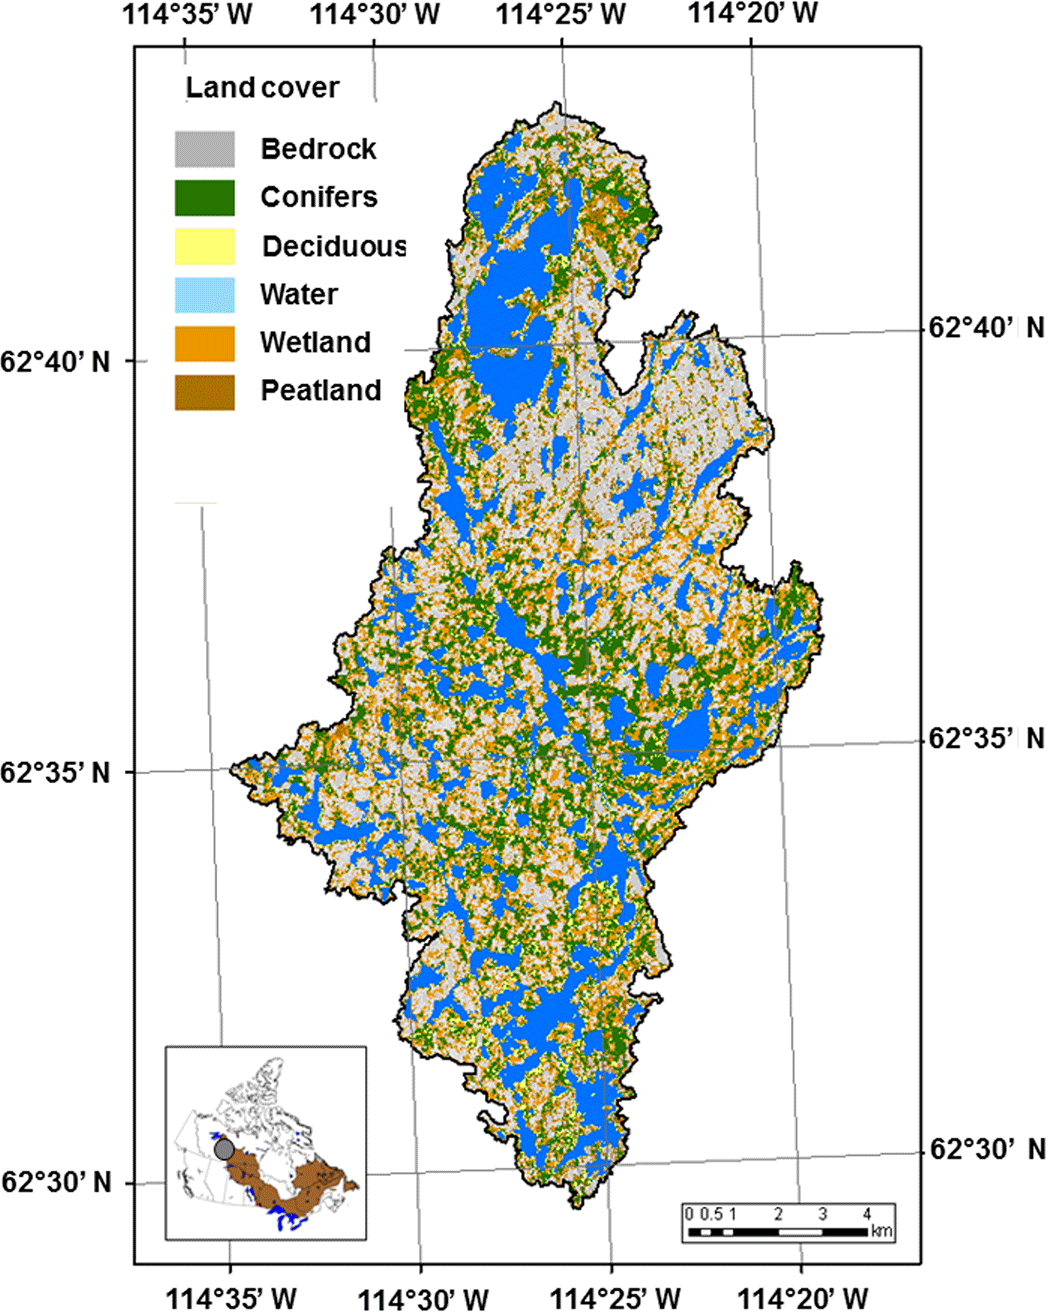 114°35’ W 114°30’ W 114°25’ W 114°20’ W
Land cover
Bedrock
Conifers
Deciduous
Water
Wetland
Peatland
62°40’ N
62°40’ N
62°35’ N
62°35’ N
62°30’ N
62°30’ N
0 0.5 1 2 3 4
km
114°35’ W 114°30’ W 114°25’ W 114°20’ W